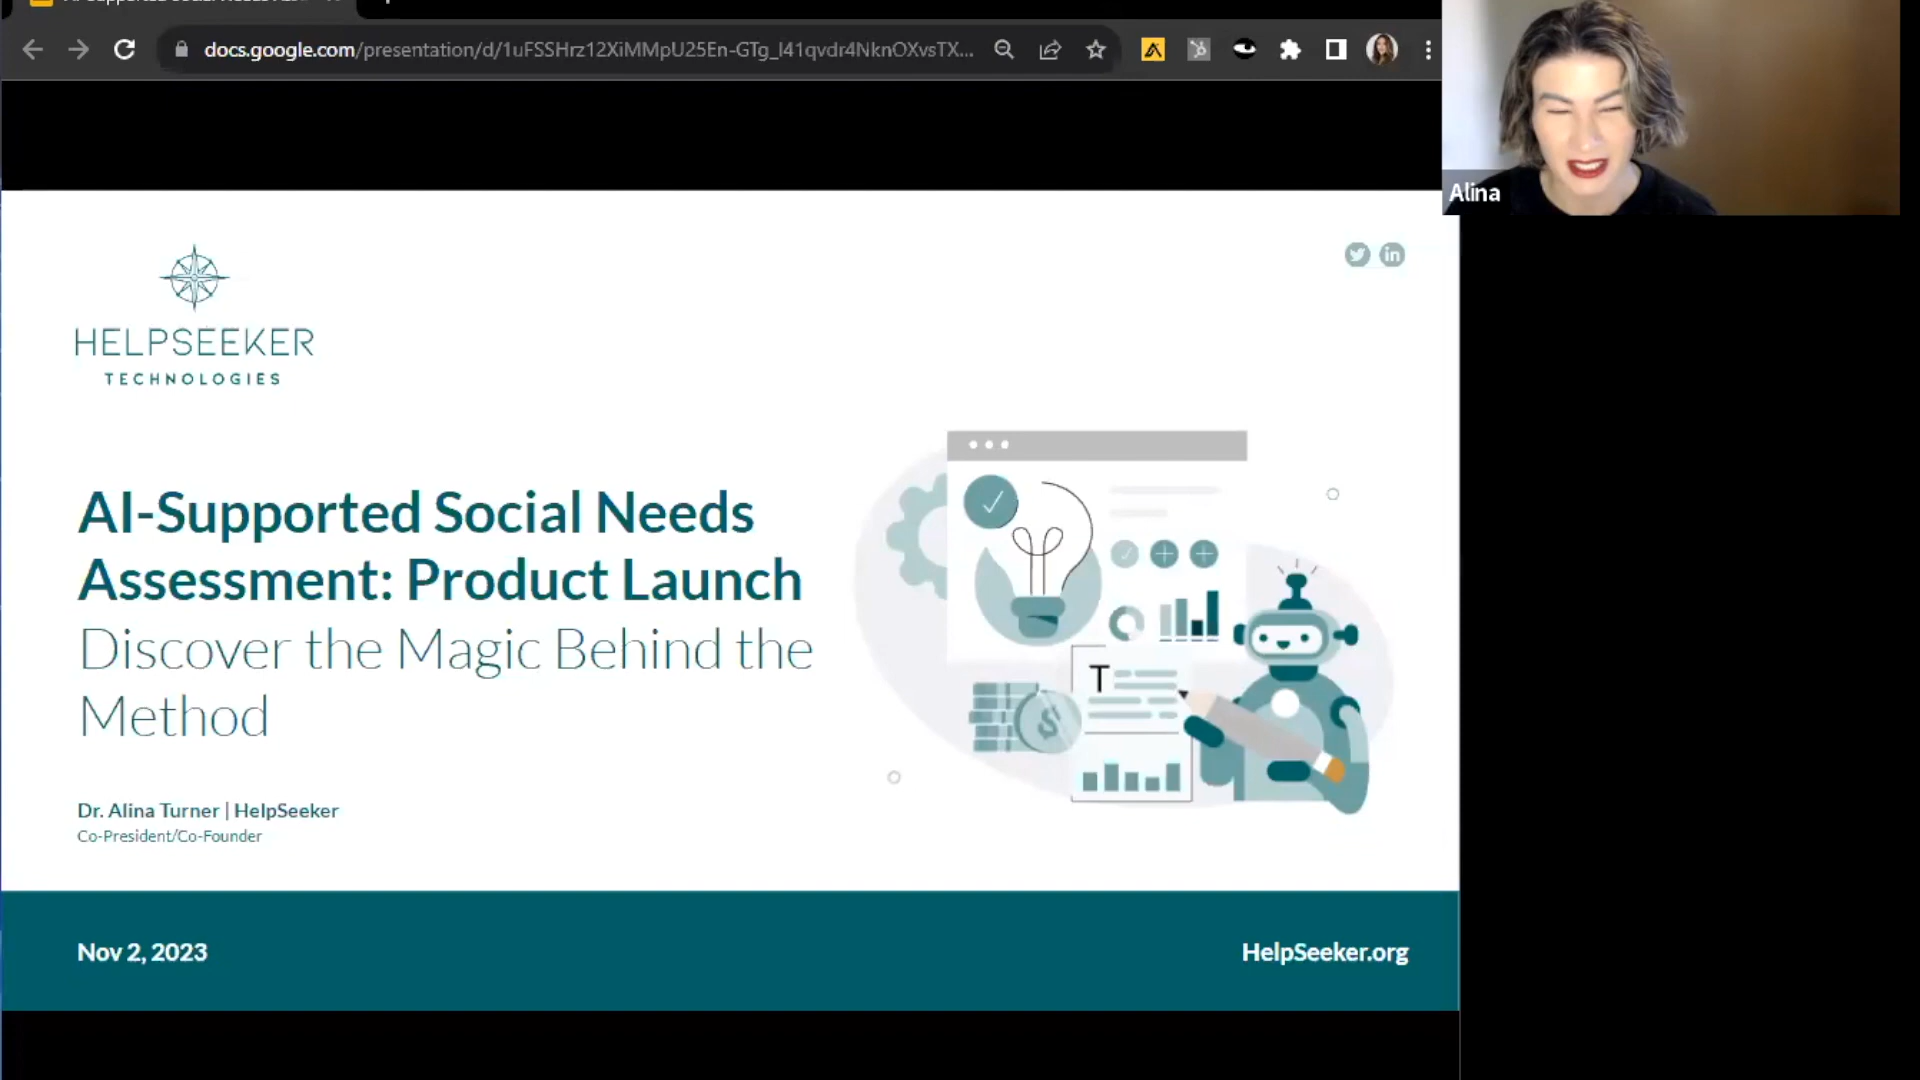 docs.google.com/presentation/d/1uFSSHrz12XiMMpU25En-GTg_I41qvdr4NknOXvsTX...
Alina
HELPSEEKER
TECHNOLOGIES
AI-Supported Social Needs
Assessment: Product Launch
Discover the Magic Behind the
Method
T
Dr. Alina Turner | HelpSeeker
Co-President/Co-Founder
Nov 2, 2023
HelpSeeker.org